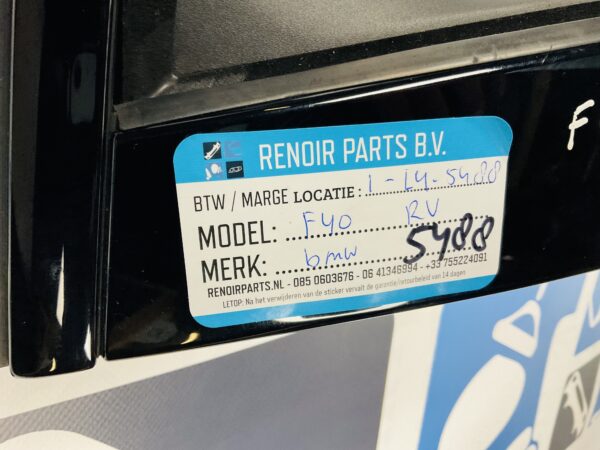 RENOIR PARTS B.V.
BTW / MARGE LOCATIE : 1-L4-5488
MODEL: F40 RV
MERK: bmw 5488
RENOIRPARTS.NL - 085 0603676 - 06 41346994 - +33 755224091
LETOP: Na het verwijderen van de sticker vervalt de garantie/retourbeleid van 14 dagen
F